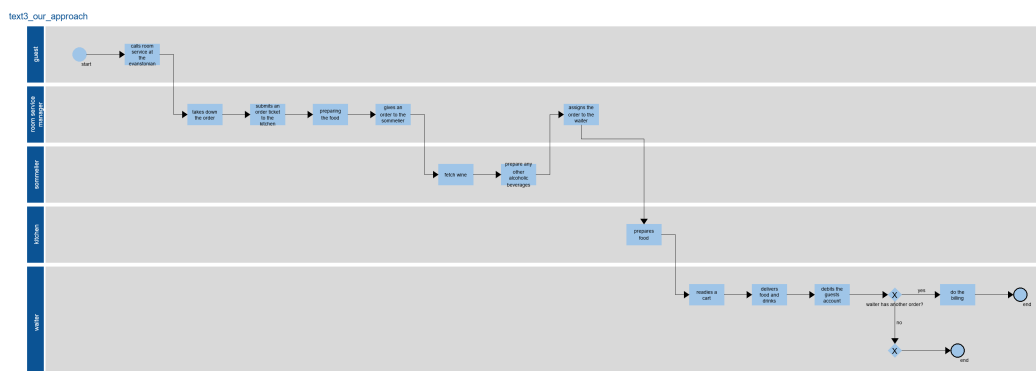 text3_our_approach
guest
start
calls room
service at
the
evanstonian
room service
manager
takes down
the order
submits an
order ticket
to the
kitchen
preparing
the food
gives an
order to the
sommelier
assigns the
order to the
waiter
sommelier
fetch wine
prepare any
other
alcoholic
beverages
kitchen
prepares
food
waiter
readies a
cart
delivers
food and
drinks
debits the
guests
account
X
waiter has another order?
yes
do the
billing
end
no
X
end